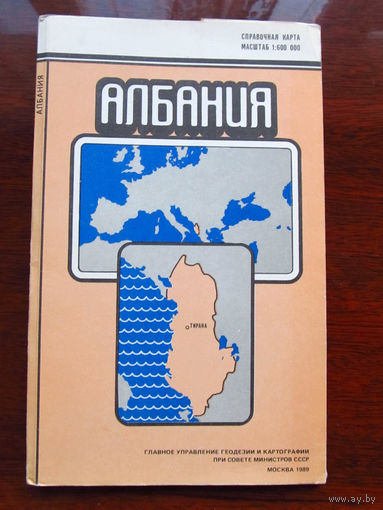 СПРАВОЧНАЯ КАРТА
МАСШТАБ 1:600 000
АЛБАНИЯ
АЛБАНИЯ
ТИРАНА
ГЛАВНОЕ УПРАВЛЕНИЕ ГЕОДЕЗИИ И КАРТОГРАФИИ
ПРИ СОВЕТЕ МИНИСТРОВ СССР
МОСКВА 1989
www.ay.by